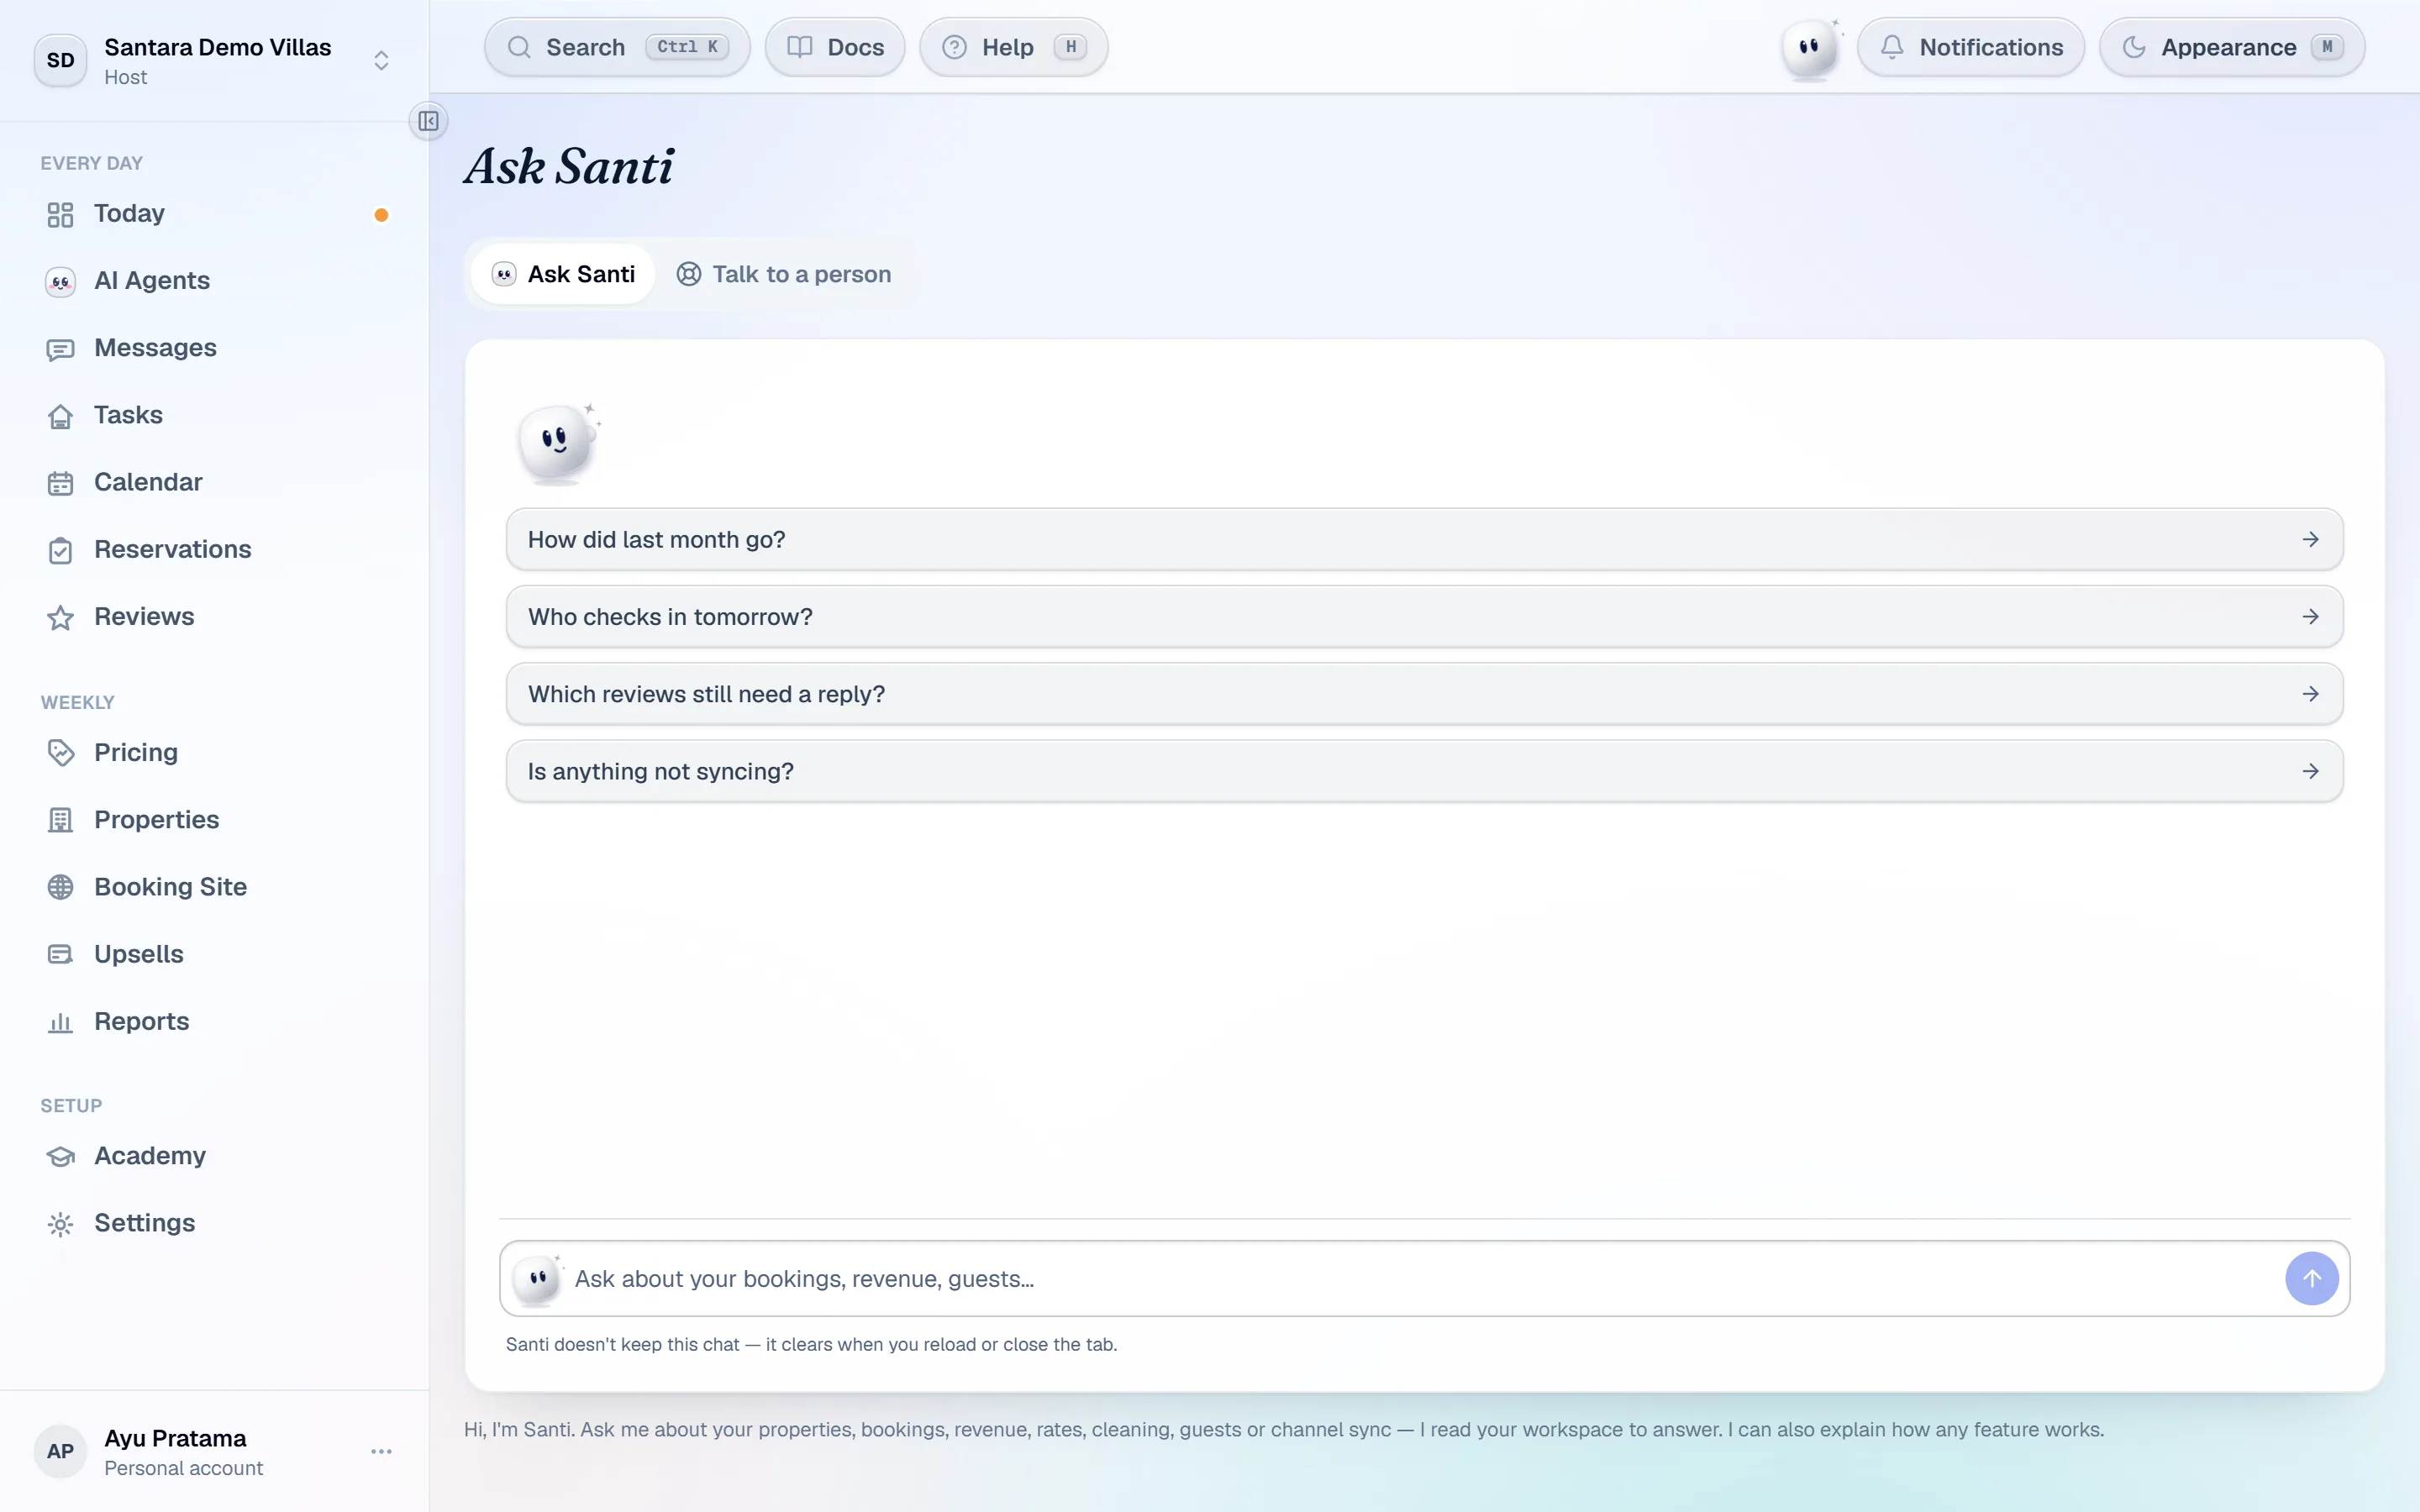 SD
Santara Demo Villas
Host
EVERY DAY
Today
AI Agents
Messages
Tasks
Calendar
Reservations
Reviews
WEEKLY
Pricing
Properties
Booking Site
Upsells
Reports
SETUP
Academy
Settings
AP
Ayu Pratama
Personal account
Search Ctrl K
Docs
Help H
Notifications
Appearance M
Ask Santi
Ask Santi
Talk to a person
How did last month go?
Who checks in tomorrow?
Which reviews still need a reply?
Is anything not syncing?
Ask about your bookings, revenue, guests...
Santi doesn't keep this chat — it clears when you reload or close the tab.
Hi, I'm Santi. Ask me about your properties, bookings, revenue, rates, cleaning, guests or channel sync — I read your workspace to answer. I can also explain how any feature works.